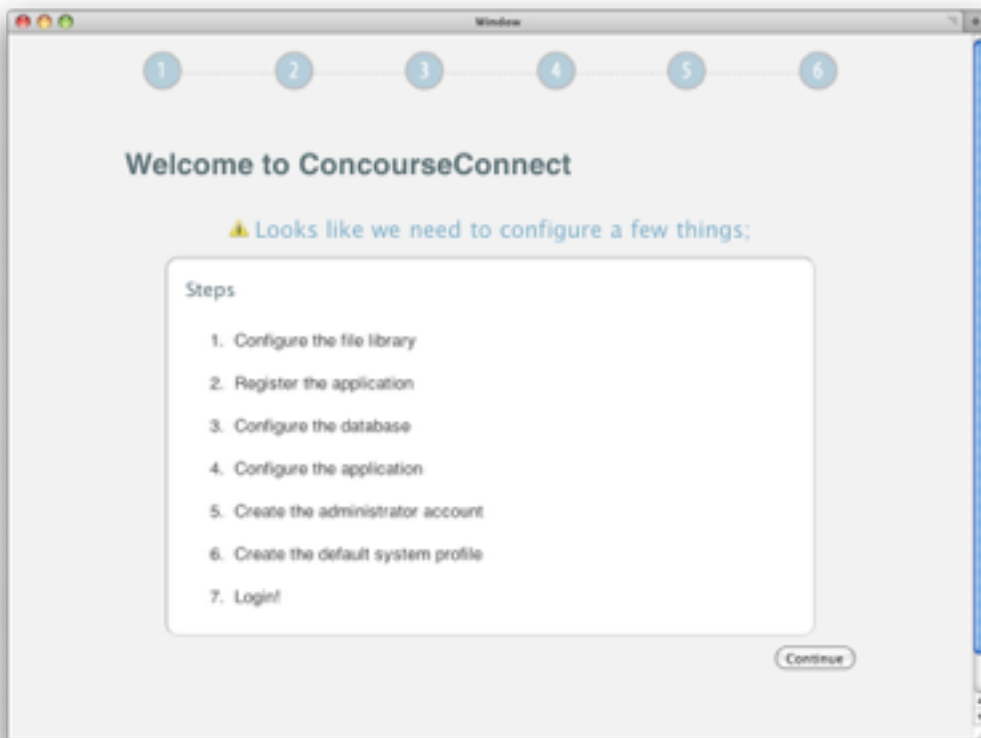 Window
1 2 3 4 5 6
Welcome to ConcourseConnect
Looks like we need to configure a few things;
Steps
1. Configure the file library
2. Register the application
3. Configure the database
4. Configure the application
5. Create the administrator account
6. Create the default system profile
7. Login!
Continue